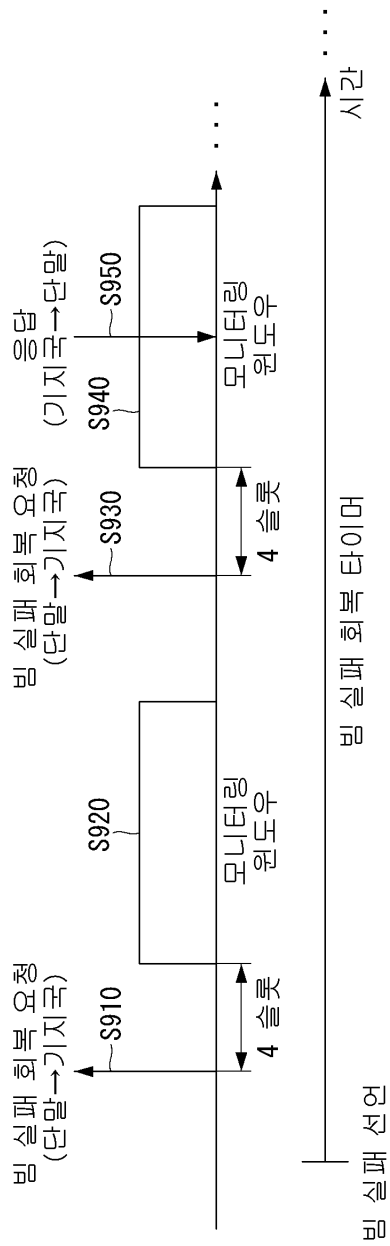 빔 실패 회복 요청
(단말→기지국)
S910
S920
빔 실패 회복 요청
(단말→기지국)
S930
S940
응답
(기지국→단말)
S950
4 슬롯
모니터링
윈도우
4 슬롯
모니터링
윈도우
빔 실패 선언
빔 실패 회복 타이머
시간